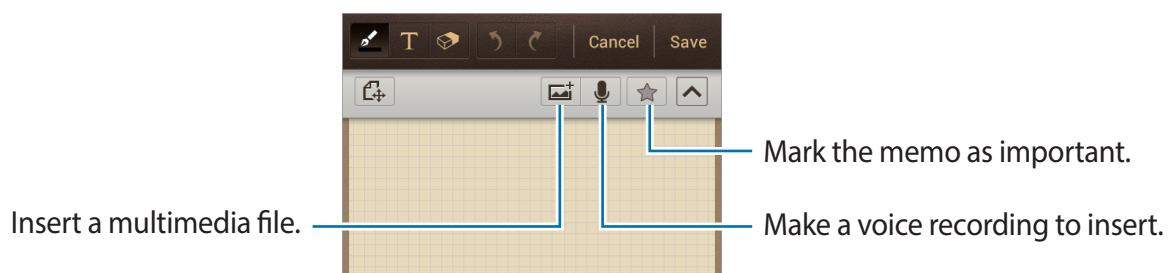 T
Cancel
Save
Mark the memo as important.
Insert a multimedia file.
Make a voice recording to insert.